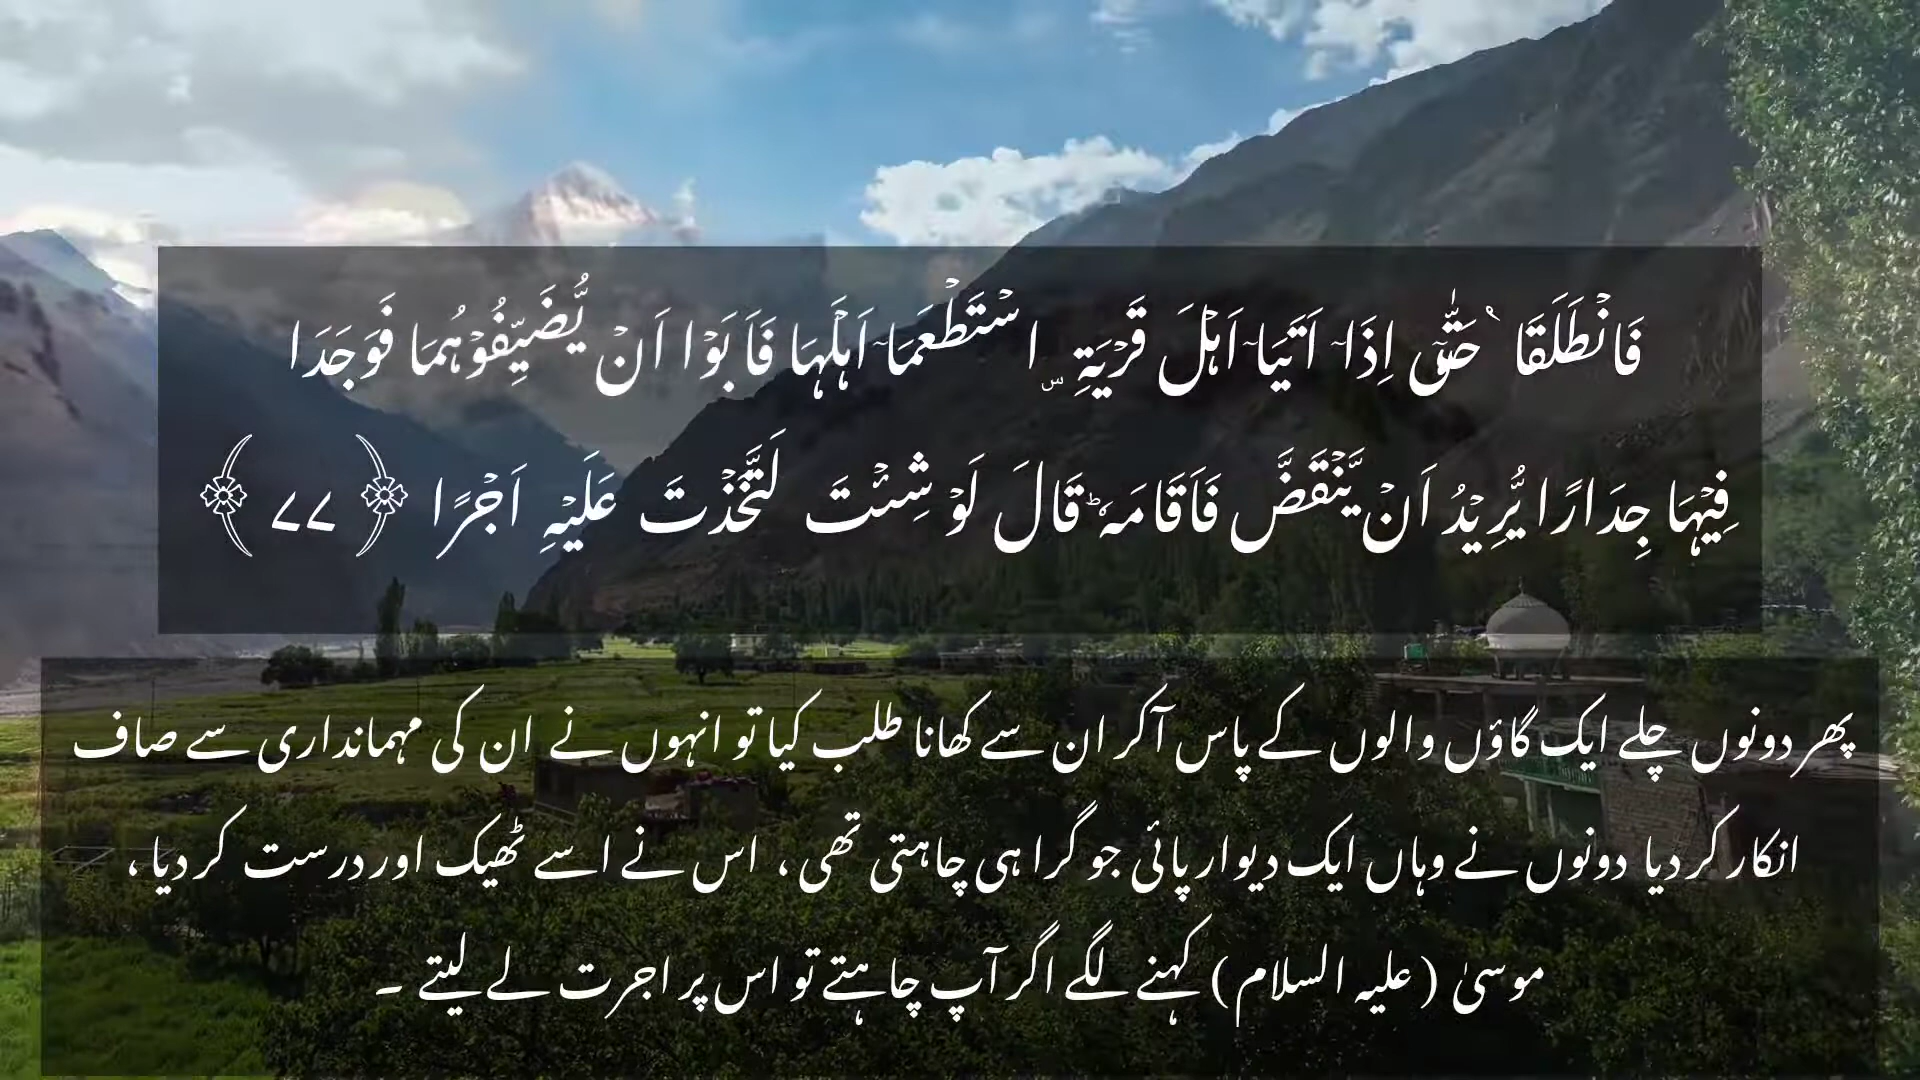 فَانْطَلَقَا ۥ حَتّٰۤى اِذَاۤ اَتَيَاۤ اَهْلَ قَرْيَةِ ۣ اسْتَطْعَمَاۤ اَهْلَهَا فَاَبَوْا اَنْ يُّضَيِّفُوْهُمَا فَوَجَدَا
فِيْهَا جِدَارًا يُّرِيْدُ اَنْ يَّنْقَضَّ فَاَقَامَهٗ ؕ قَالَ لَوْ شِئْتَ لَتَّخَذْتَ عَلَيْهِ اَجْرًا ﴿۷۷﴾
پھر دونوں چلے ایک گاؤں والوں کے پاس آکر ان سے کھانا طلب کیا تو انہوں نے ان کی مہمانداری سے صاف
انکار کر دیا دونوں نے وہاں ایک دیوار پائی جو گرا ہی چاہتی تھی، اس نے اسے ٹھیک اور درست کر دیا،
موسیٰ (علیہ السلام) کہنے لگے اگر آپ چاہتے تو اس پر اجرت لے لیتے ۔